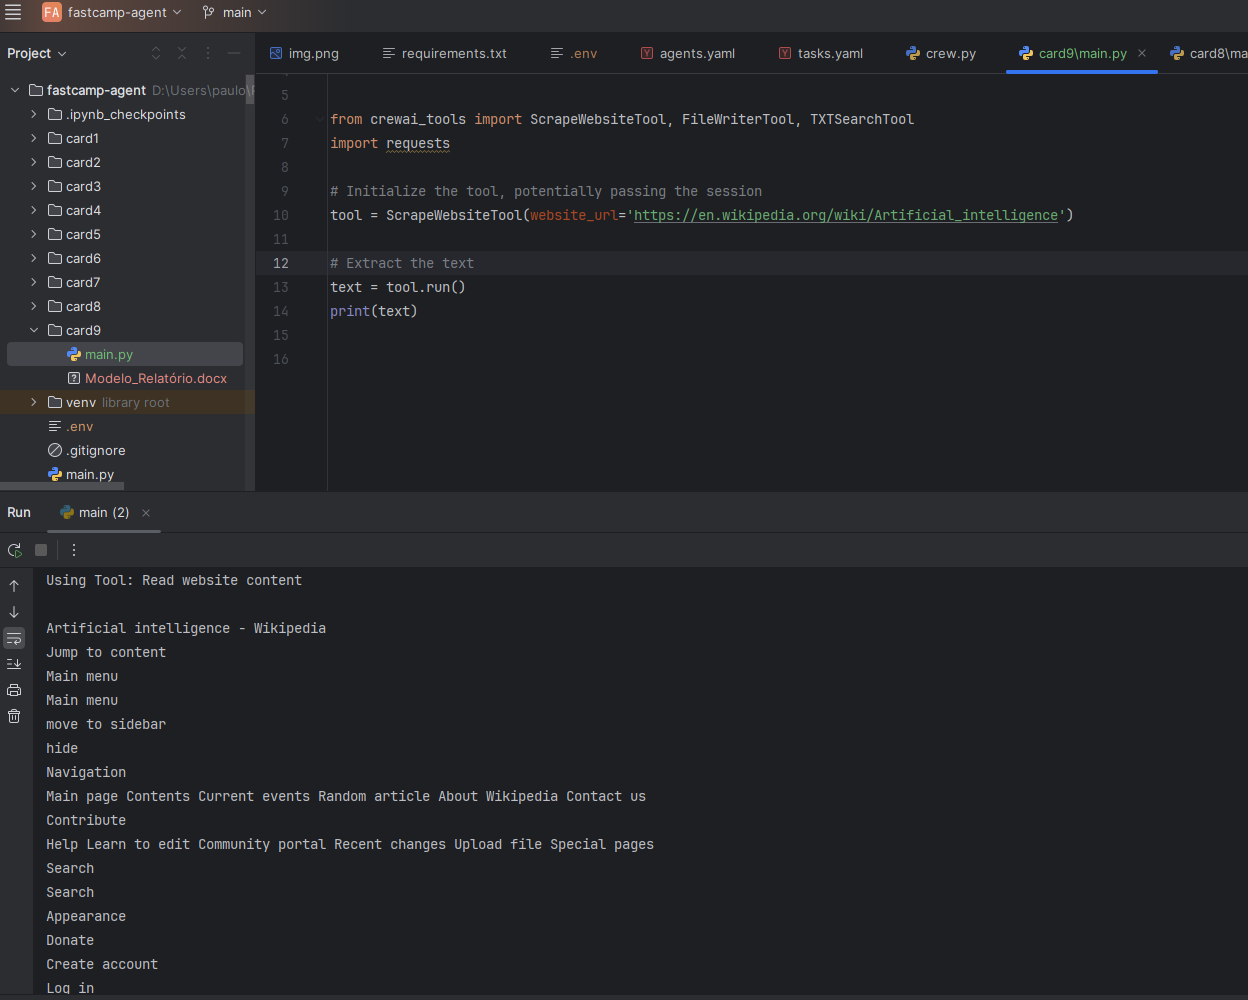 FA fastcamp-agent main
Project
img.png requirements.txt .env agents.yaml tasks.yaml crew.py card9\main.py card8\ma
fastcamp-agent D:\Users\paulo\
.ipynb_checkpoints
card1
card2
card3
card4
card5
card6
card7
card8
card9
main.py
Modelo_Relatório.docx
venv library root
.env
.gitignore
main.py
5
6 from crewai_tools import ScrapeWebsiteTool, FileWriterTool, TXTSearchTool
7 import requests
8
9 # Initialize the tool, potentially passing the session
10 tool = ScrapeWebsiteTool(website_url='https://en.wikipedia.org/wiki/Artificial_intelligence')
11
12 # Extract the text
13 text = tool.run()
14 print(text)
15
16
Run main (2)
Using Tool: Read website content
Artificial intelligence - Wikipedia
Jump to content
Main menu
Main menu
move to sidebar
hide
Navigation
Main page Contents Current events Random article About Wikipedia Contact us
Contribute
Help Learn to edit Community portal Recent changes Upload file Special pages
Search
Search
Appearance
Donate
Create account
Log in